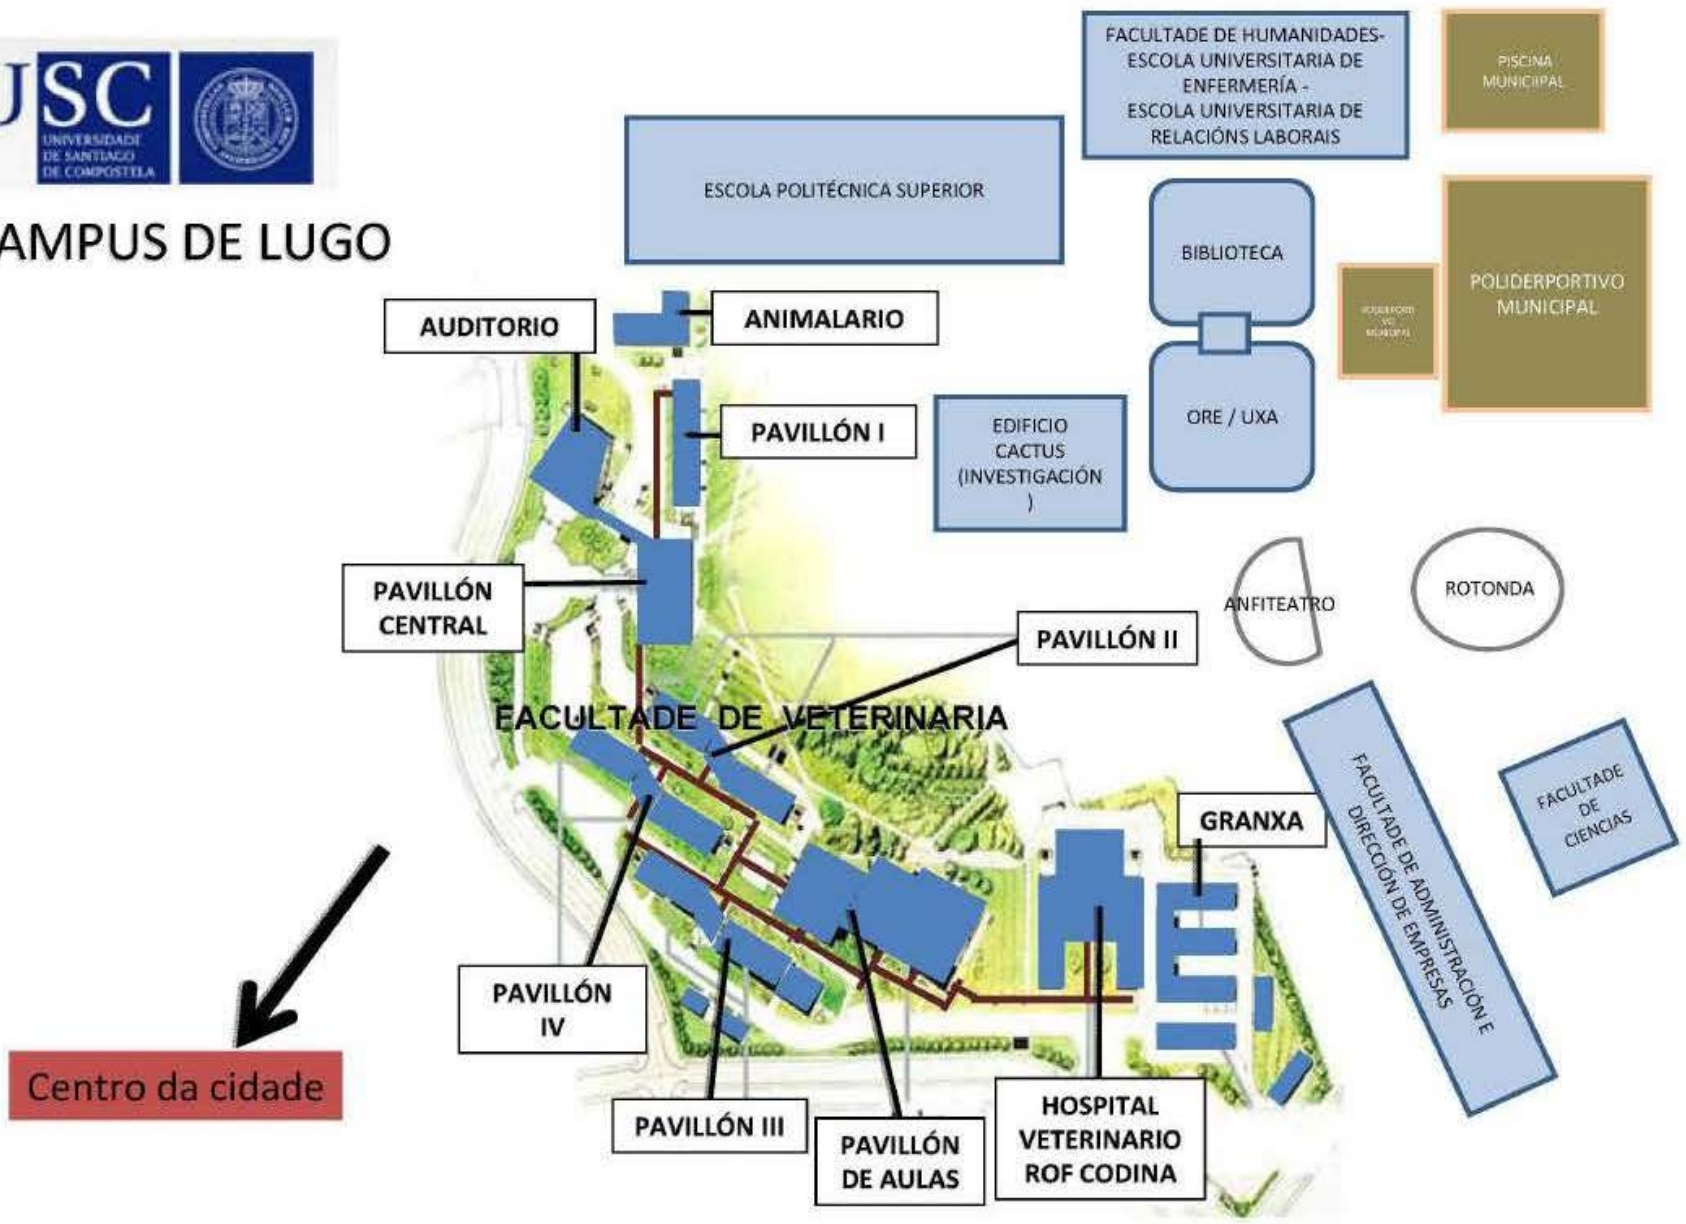 USC
UNIVERSIDADE
DE SANTIAGO
DE COMPOSTELA
AMPUS DE LUGO
FACULTADE DE HUMANIDADES-
ESCOLA UNIVERSITARIA DE
ENFERMERÍA -
ESCOLA UNIVERSITARIA DE
RELACIÓNS LABORAIS
PISCINA
MUNICIIPAL
ESCOLA POLITÉCNICA SUPERIOR
BIBLIOTECA
POLIDERPORTIVO
MUNICIPAL
AUDITORIO
ANIMALARIO
MUNICIPAL
PAVILLÓN I
EDIFICIO
CACTUS
(INVESTIGACIÓN
)
ORE / UXA
PAVILLÓN
CENTRAL
ANFITEATRO
ROTONDA
PAVILLÓN II
FACULTADE DE VETERINARIA
GRANXA
FACULTADE DE ADMINISTRACIÓN E
DIRECCIÓN DE EMPRESAS
FACULTADE
DE
CIENCIAS
PAVILLÓN
IV
Centro da cidade
PAVILLÓN III
PAVILLÓN
DE AULAS
HOSPITAL
VETERINARIO
ROF CODINA